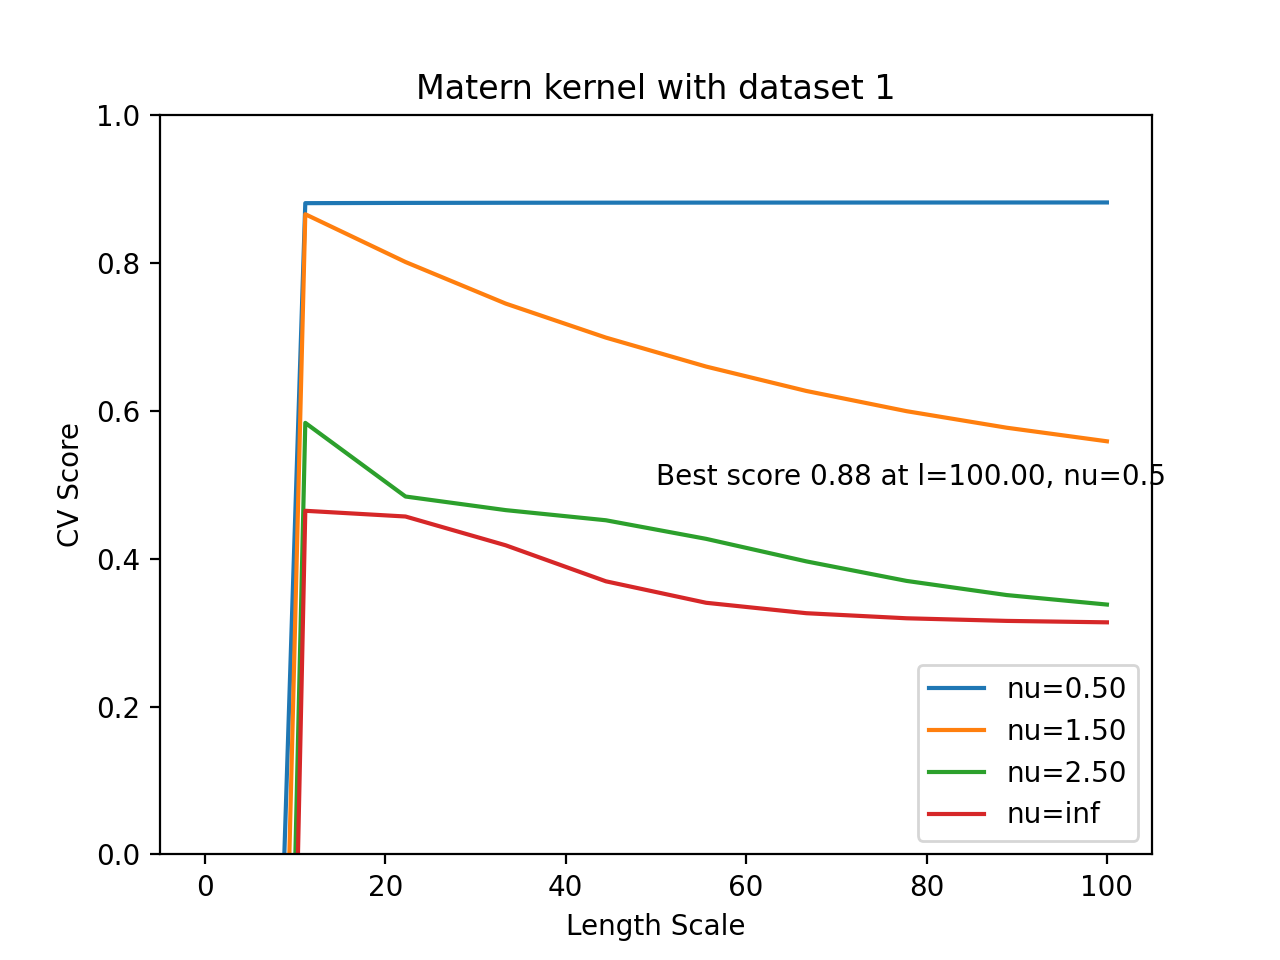 Matern kernel with dataset 1
1.0
0.8
0.6
0.4
0.2
0.0
CV Score
Best score 0.88 at l=100.00, nu=0.5
nu=0.50
nu=1.50
nu=2.50
nu=inf
0 20 40 60 80 100
Length Scale